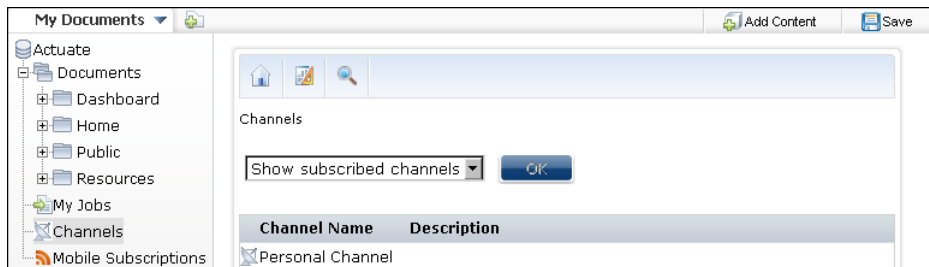 My Documents
Add Content
Save
Actuate
Documents
Dashboard
Home
Public
Resources
My Jobs
Channels
Mobile Subscriptions
Channels
Show subscribed channels
OK
Channel Name Description
Personal Channel